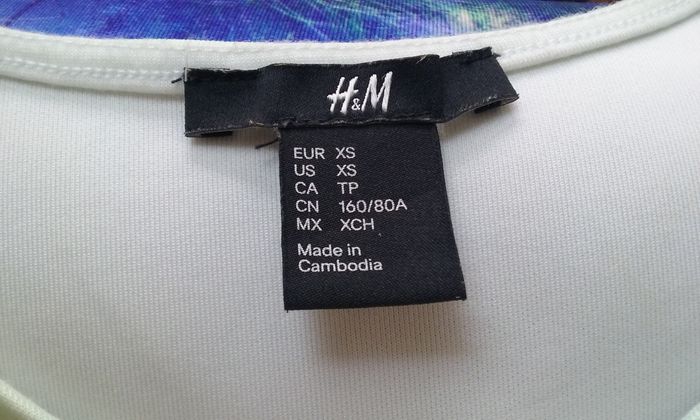 H&M
EUR XS
US XS
CA TP
CN 160/80A
MX XCH
Made in
Cambodia